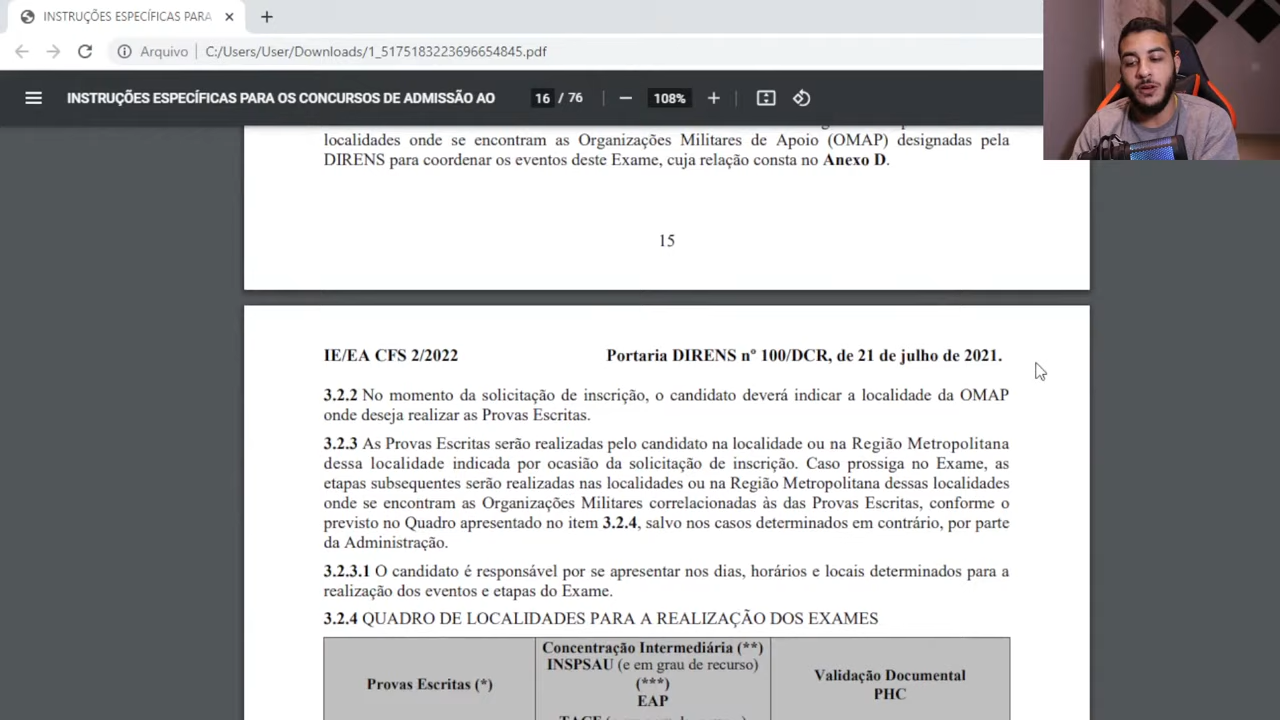 INSTRUÇÕES ESPECÍFICAS PARA
Arquivo C:/Users/User/Downloads/1_5175183223696654845.pdf
INSTRUÇÕES ESPECÍFICAS PARA OS CONCURSOS DE ADMISSÃO AO 16 / 76 108%
localidades onde se encontram as Organizações Militares de Apoio (OMAP) designadas pela
DIRENS para coordenar os eventos deste Exame, cuja relação consta no Anexo D.
15
IE/EA CFS 2/2022 Portaria DIRENS nº 100/DCR, de 21 de julho de 2021.
3.2.2 No momento da solicitação de inscrição, o candidato deverá indicar a localidade da OMAP
onde deseja realizar as Provas Escritas.
3.2.3 As Provas Escritas serão realizadas pelo candidato na localidade ou na Região Metropolitana
dessa localidade indicada por ocasião da solicitação de inscrição. Caso prossiga no Exame, as
etapas subsequentes serão realizadas nas localidades ou na Região Metropolitana dessas localidades
onde se encontram as Organizações Militares correlacionadas às das Provas Escritas, conforme o
previsto no Quadro apresentado no item 3.2.4, salvo nos casos determinados em contrário, por parte
da Administração.
3.2.3.1 O candidato é responsável por se apresentar nos dias, horários e locais determinados para a
realização dos eventos e etapas do Exame.
3.2.4 QUADRO DE LOCALIDADES PARA A REALIZAÇÃO DOS EXAMES
Provas Escritas (*)
Concentração Intermediária (**)
INSPSAU (e em grau de recurso)
(***)
EAP
Validação Documental
PHC